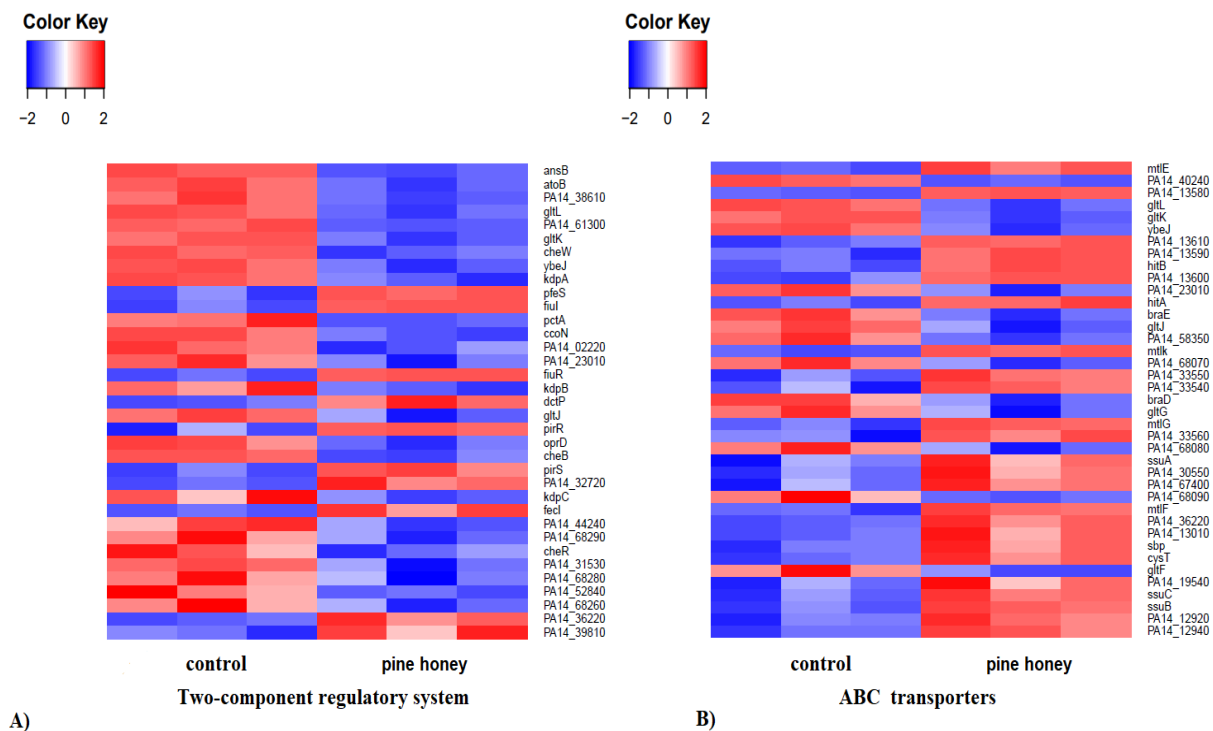 Color Key
−2 0 2
ansB
atoB
PA14_38610
gltL
PA14_61300
gltK
cheW
ybeJ
kdpA
pfeS
fiuI
pctA
ccoN
PA14_02220
PA14_23010
fiuR
kdpB
dctP
gltJ
pirR
oprD
cheB
pirS
PA14_32720
kdpC
fecI
PA14_44240
PA14_68290
cheR
PA14_31530
PA14_68280
PA14_52840
PA14_68260
PA14_36220
PA14_39810
control pine honey
Two-component regulatory system
A)
Color Key
−2 0 2
mtlE
PA14_40240
PA14_13580
gltL
gltK
ybeJ
PA14_13610
PA14_13590
hitB
PA14_13600
PA14_23010
hitA
braE
gltJ
PA14_58350
mtlk
PA14_68070
PA14_33550
PA14_33540
braD
gltG
mtlG
PA14_33560
PA14_68080
ssuA
PA14_30550
PA14_67400
PA14_68090
mtlF
PA14_36220
PA14_13010
sbp
cysT
gltF
PA14_19540
ssuC
ssuB
PA14_12920
PA14_12940
control pine honey
ABC transporters
B)